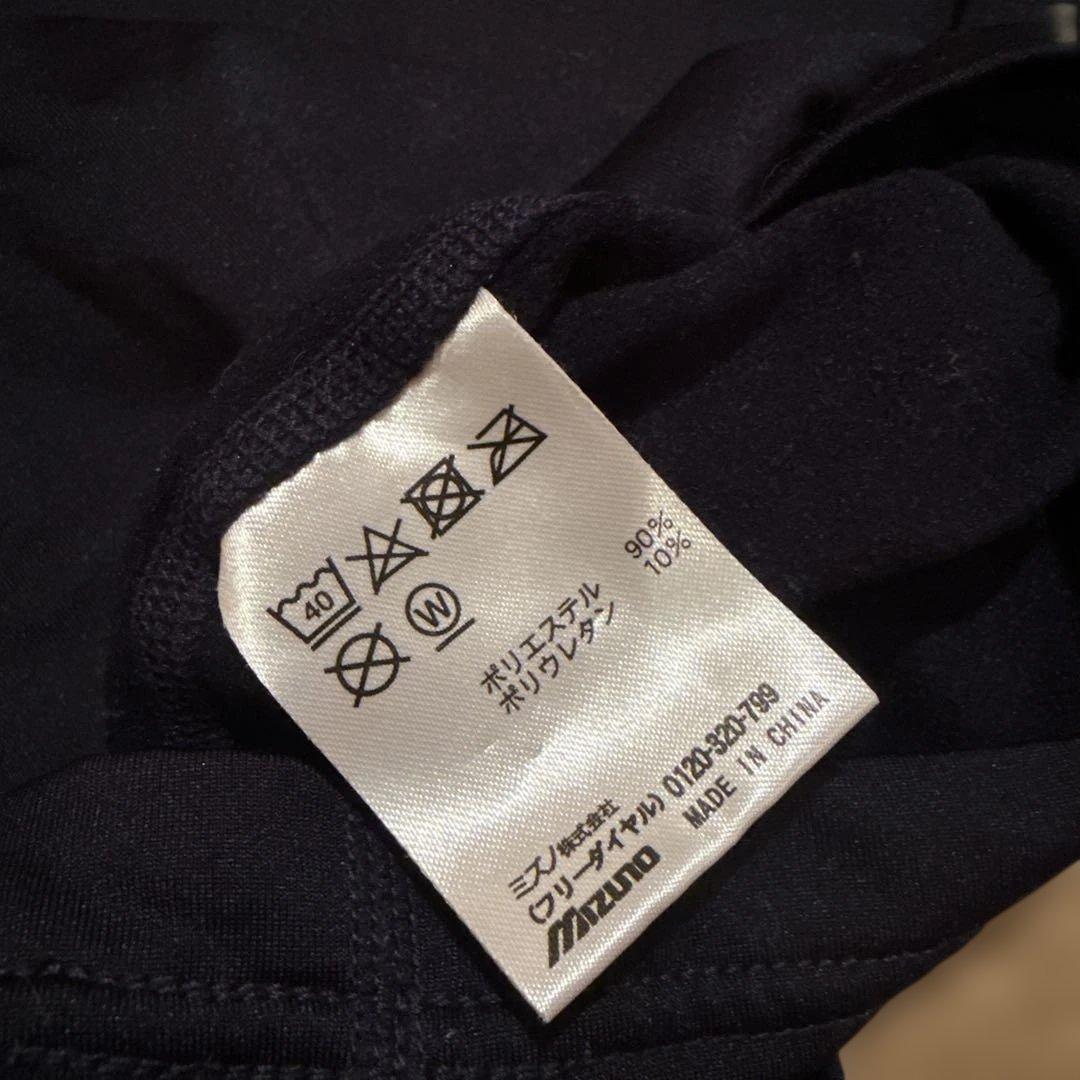 40
W
ポリエステル 90%
ポリウレタン 10%
ミズノ株式会社
(フリーダイヤル) 0120-320-799
MIZUNO MADE IN CHINA